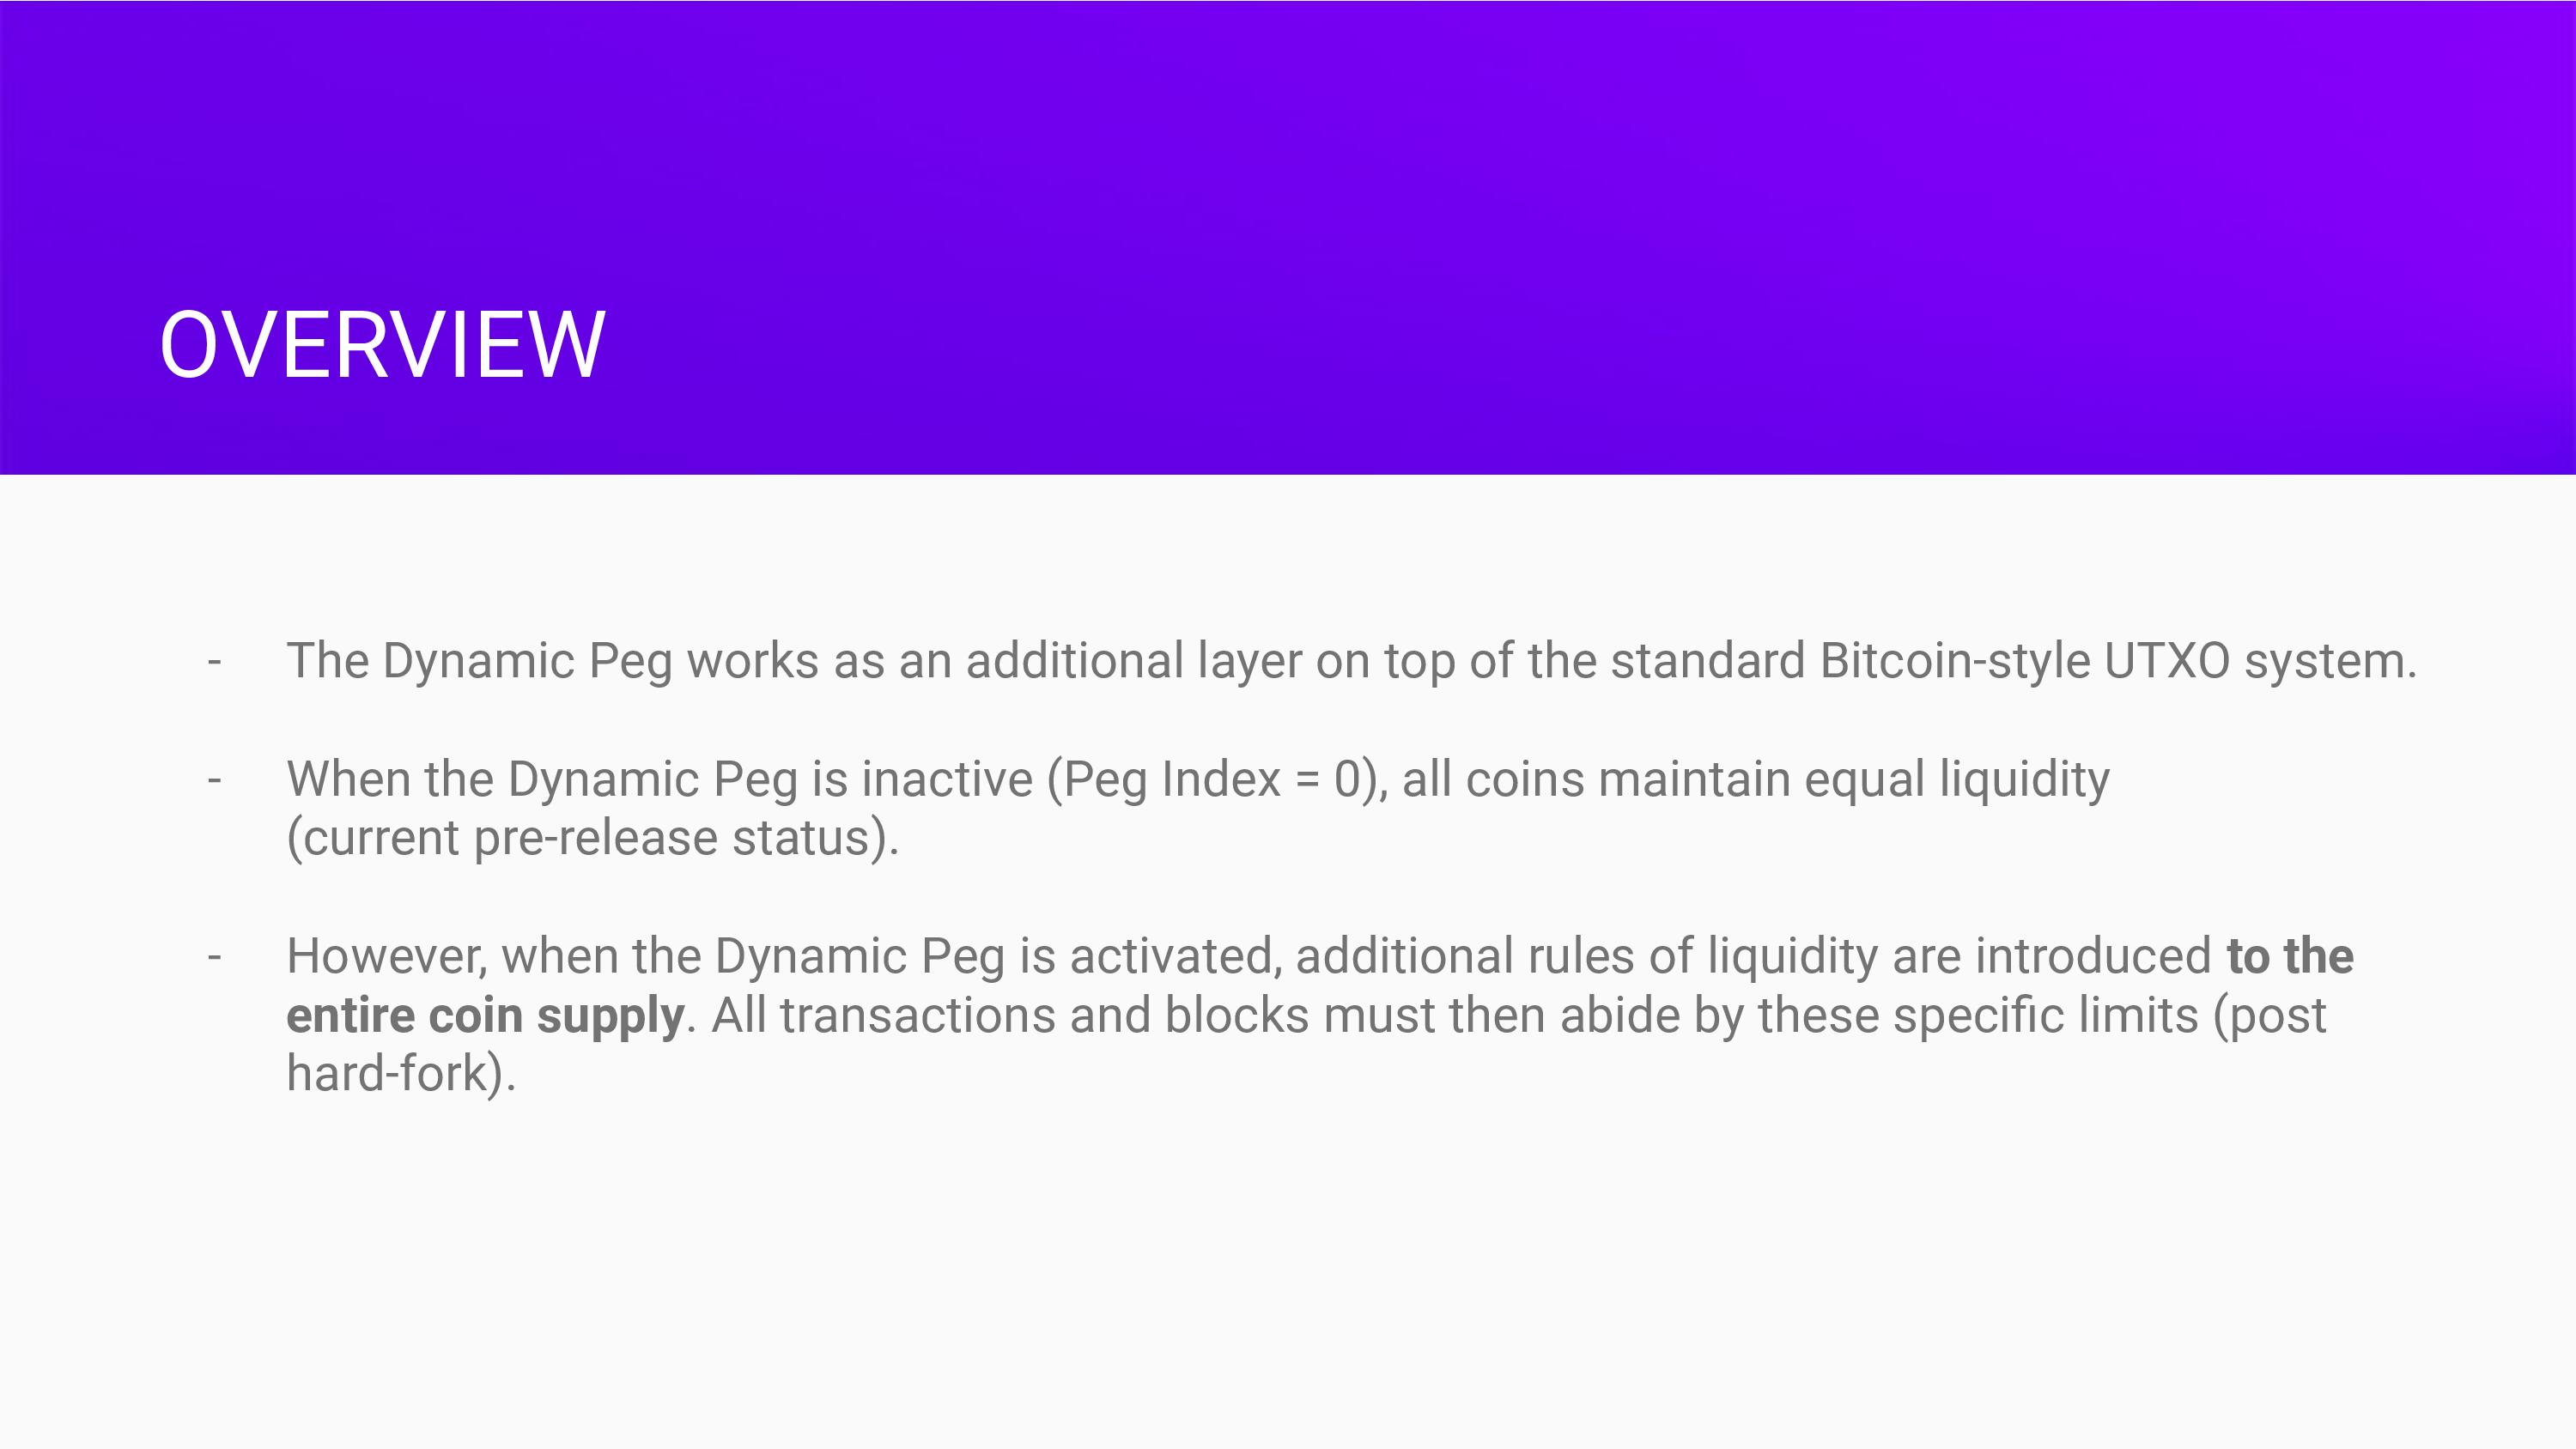 OVERVIEW
- The Dynamic Peg works as an additional layer on top of the standard Bitcoin-style UTXO system.
- When the Dynamic Peg is inactive (Peg Index = 0), all coins maintain equal liquidity
(current pre-release status).
- However, when the Dynamic Peg is activated, additional rules of liquidity are introduced to the
entire coin supply. All transactions and blocks must then abide by these specific limits (post
hard-fork).